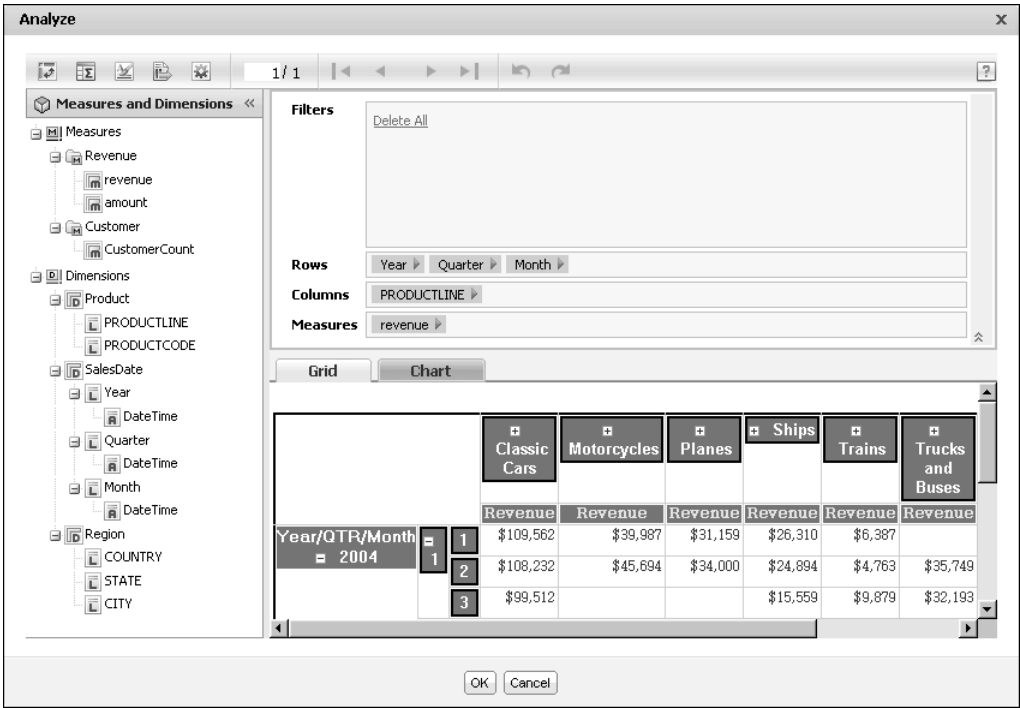 Analyze
x
1/ 1
?
Measures and Dimensions «
Measures
Revenue
revenue
amount
Customer
CustomerCount
Dimensions
Product
PRODUCTLINE
PRODUCTCODE
SalesDate
Year
DateTime
Quarter
DateTime
Month
DateTime
Region
COUNTRY
STATE
CITY
Filters
Delete All
Rows Year Quarter Month
Columns PRODUCTLINE
Measures revenue
Grid Chart
Classic Cars Motorcycles Planes Ships Trains Trucks and Buses
Revenue Revenue Revenue Revenue Revenue Revenue
Year/QTR/Month 2004 1 1 $109,562 $39,987 $31,159 $26,310 $6,387
2 $108,232 $45,694 $34,000 $24,894 $4,763 $35,749
3 $99,512 $15,559 $9,879 $32,193
OK Cancel